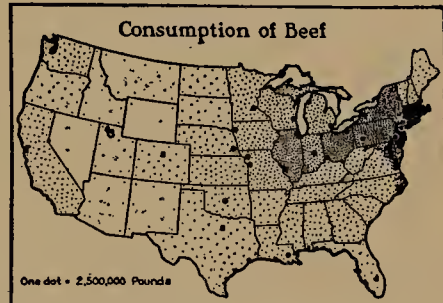 Consumption of Beef
One dot = 2,500,000 Pounds